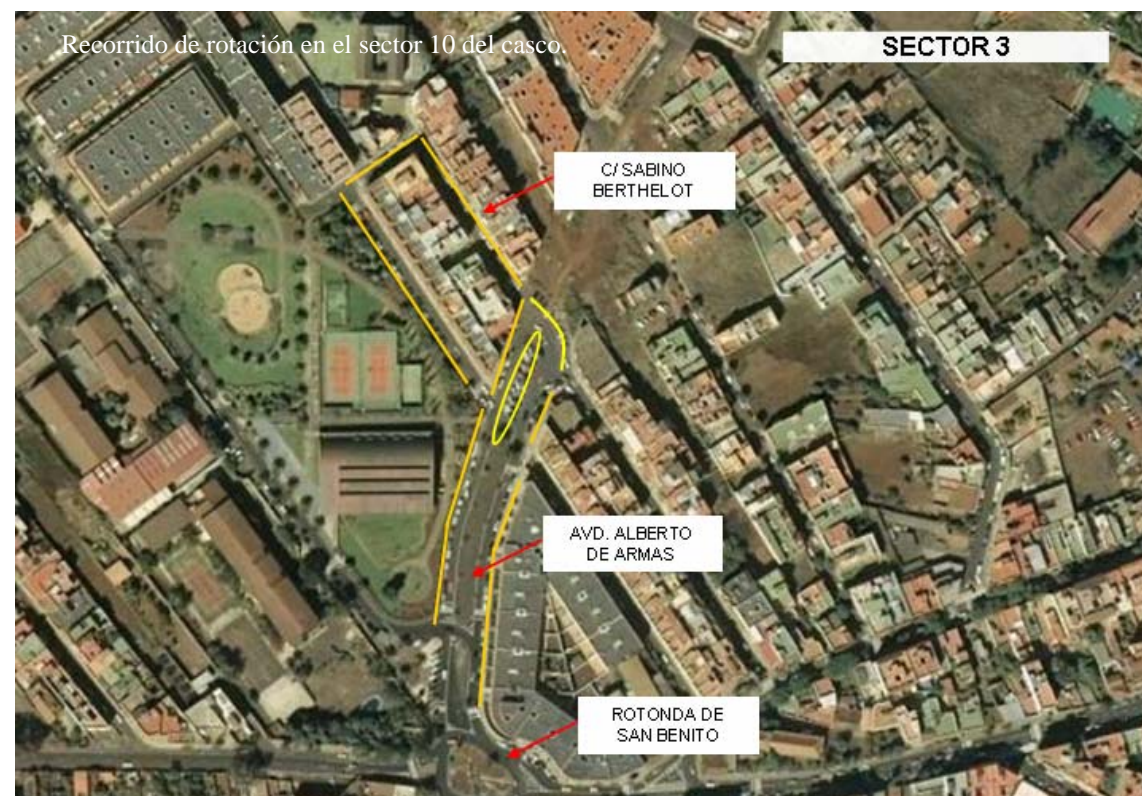 Recorrido de rotación en el sector 10 del casco.
SECTOR 3
C/ SABINO
BERTHELOT
AVD. ALBERTO
DE ARMAS
ROTONDA DE
SAN BENITO